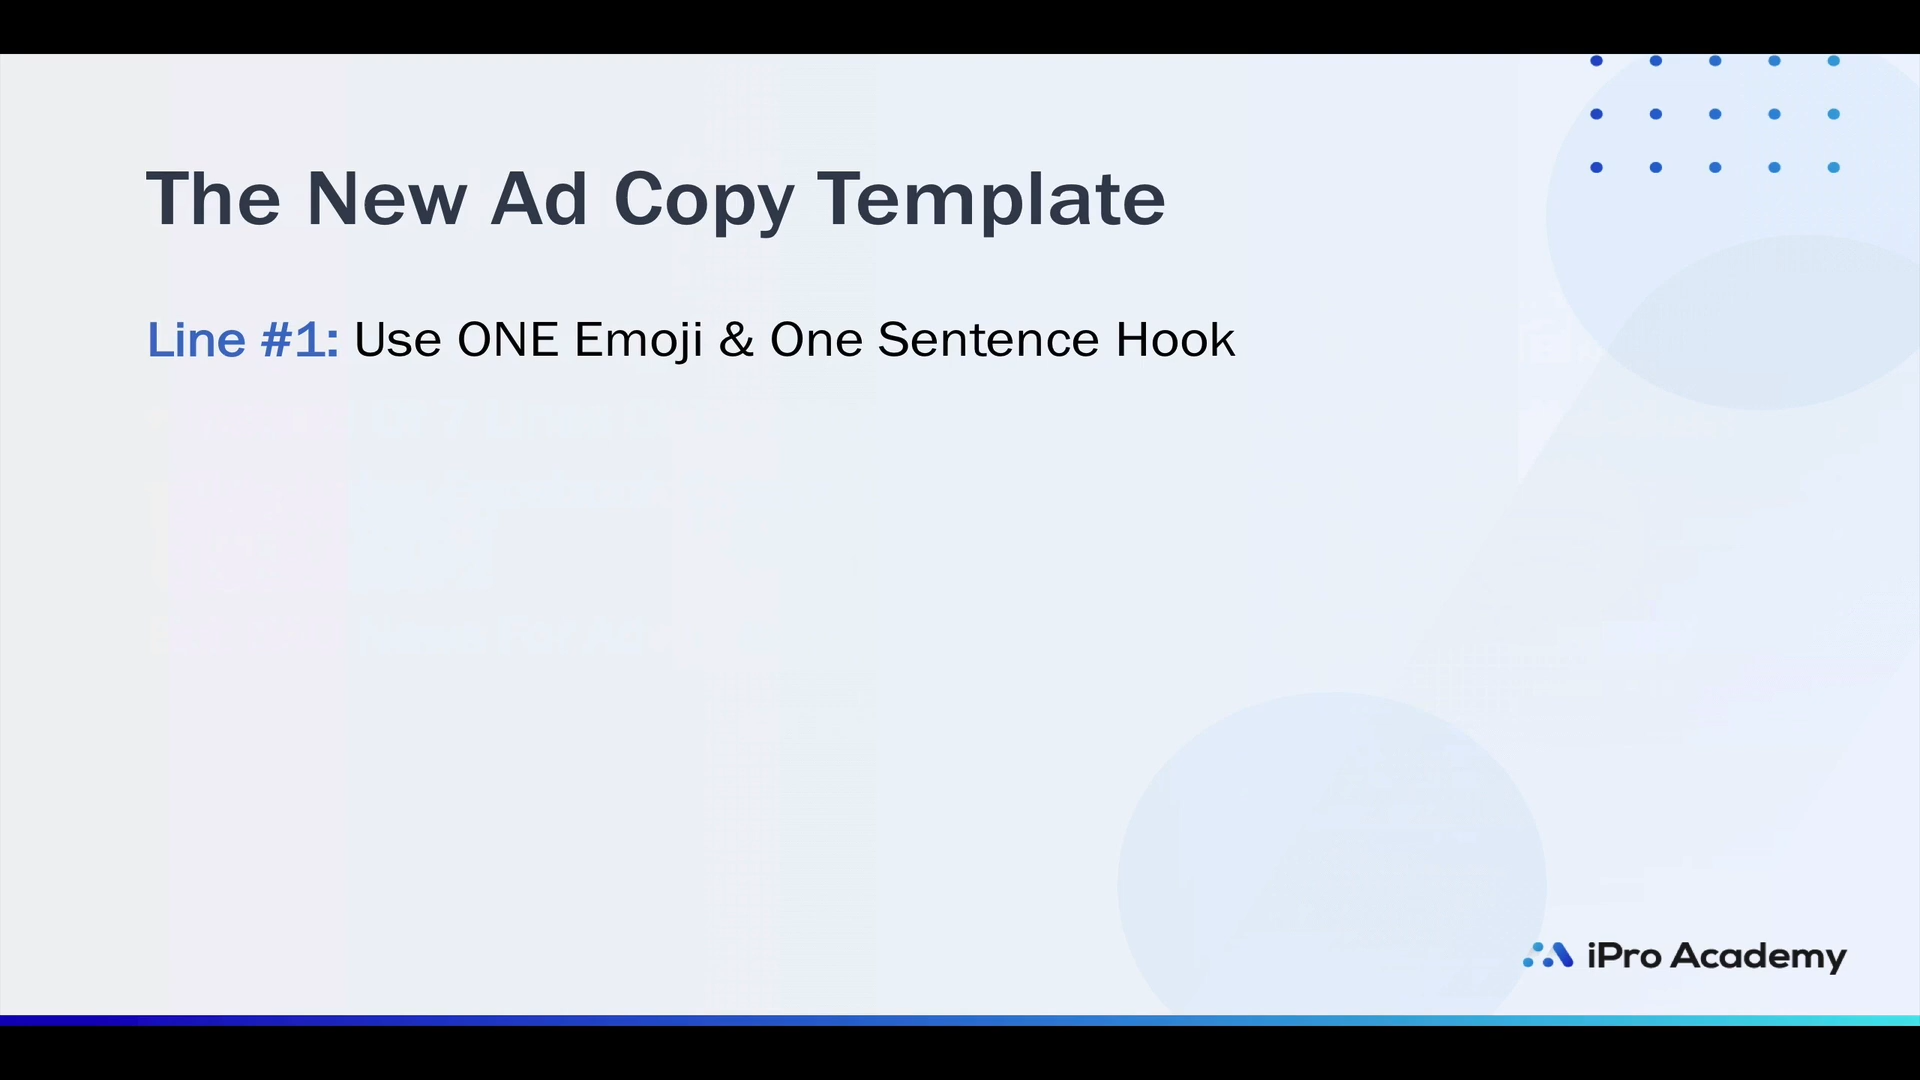 The New Ad Copy Template
Line #1: Use ONE Emoji & One Sentence Hook
iPro Academy